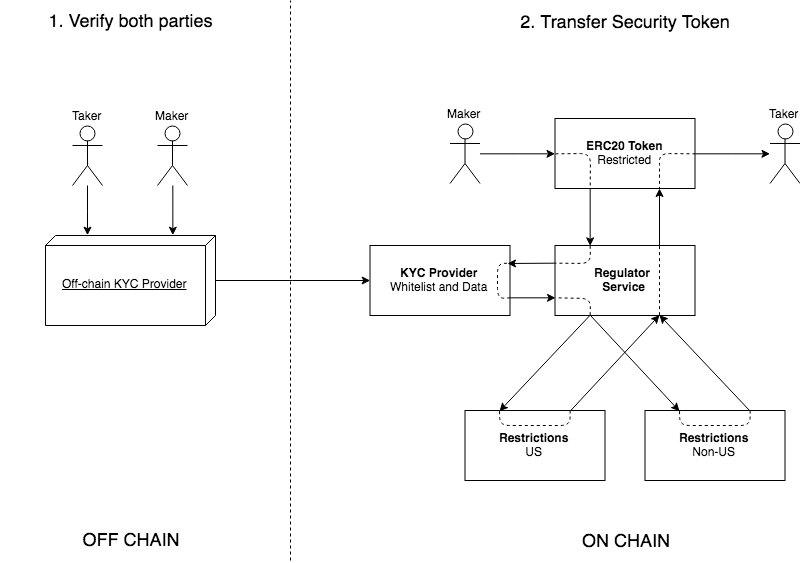 1. Verify both parties
2. Transfer Security Token
Taker
Maker
Maker
Taker
ERC20 Token
Restricted
Off-chain KYC Provider
KYC Provider
Whitelist and Data
Regulator
Service
Restrictions
US
Restrictions
Non-US
OFF CHAIN
ON CHAIN